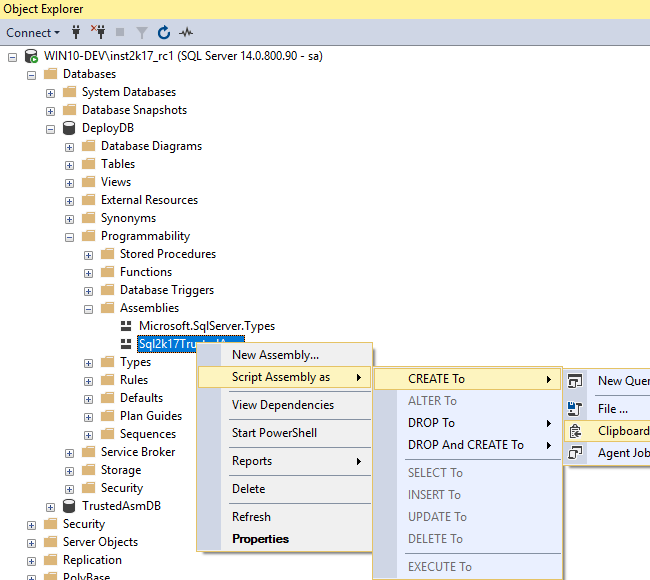 Object Explorer
Connect
WIN10-DEV\inst2k17_rc1 (SQL Server 14.0.800.90 - sa)
Databases
System Databases
Database Snapshots
DeployDB
Database Diagrams
Tables
Views
External Resources
Synonyms
Programmability
Stored Procedures
Functions
Database Triggers
Assemblies
Microsoft.SqlServer.Types
Types
Rules
Defaults
Plan Guides
Sequences
Service Broker
Storage
Security
TrustedAsmDB
Security
Server Objects
Replication
PolyBase
New Assembly...
Script Assembly as
View Dependencies
Start PowerShell
Reports
Delete
Refresh
Properties
CREATE To
ALTER To
DROP To
DROP And CREATE To
SELECT To
INSERT To
UPDATE To
DELETE To
EXECUTE To
New Quer
File ...
Clipboard
Agent Job